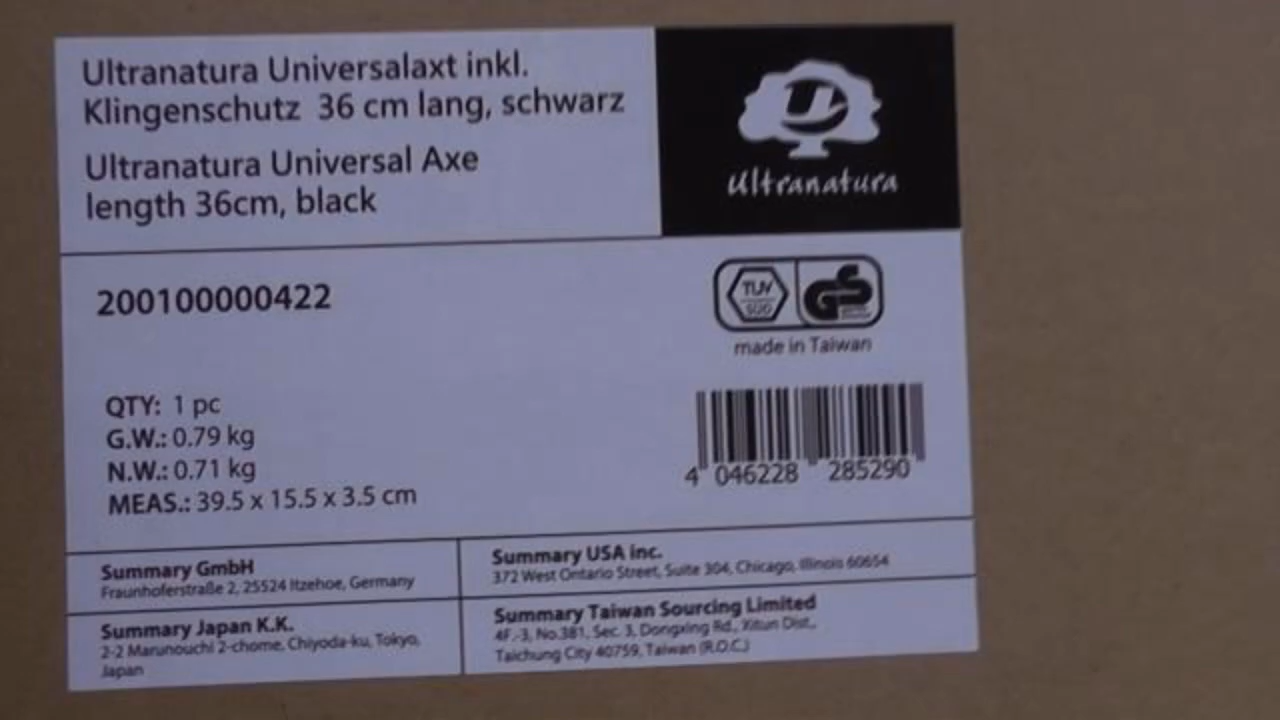 Ultranatura Universalaxt inkl.
Klingenschutz 36 cm lang, schwarz
Ultranatura Universal Axe
length 36cm, black
U
ultranatura
200100000422
TÜV
SÜD
GS
made in Taiwan
QTY: 1 pc
G.W.: 0.79 kg
N.W.: 0.71 kg
MEAS.: 39.5 x 15.5 x 3.5 cm
4 046228 285290
Summary GmbH
Fraunhoferstraße 2, 25524 Itzehoe, Germany
Summary USA inc.
372 West Ontario Street, Suite 304, Chicago, Illinois 60654
Summary Japan K.K.
2-2 Marunouchi 2-chome, Chiyoda-ku, Tokyo,
Japan
Summary Taiwan Sourcing Limited
4F.-3, No.381, Sec. 3, Dongxing Rd., Xitun Dist.,
Taichung City 40759, Taiwan (R.O.C.)